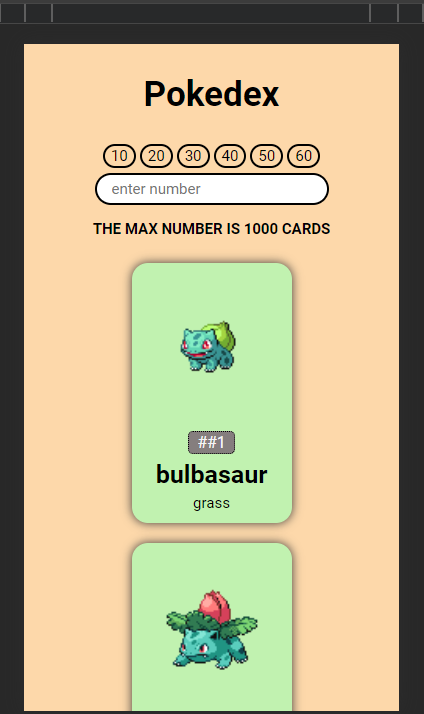 Pokedex
10 20 30 40 50 60
enter number
THE MAX NUMBER IS 1000 CARDS
##1
bulbasaur
grass